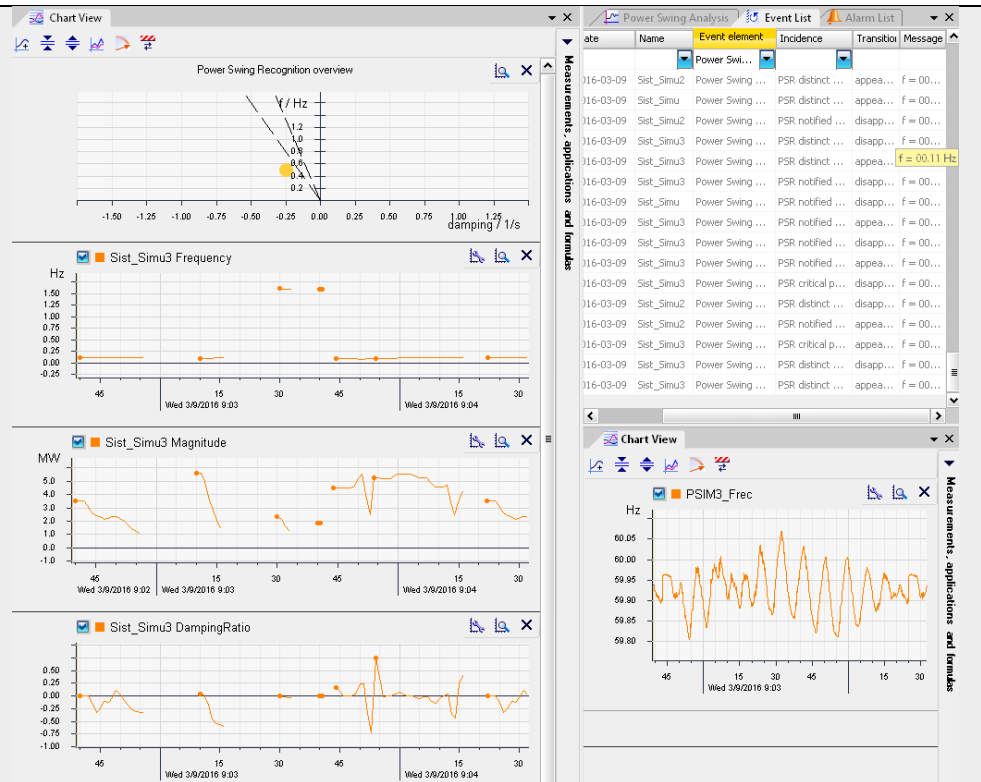 Chart View
Power Swing Recognition overview
f / Hz
1.2
1.0
0.8
0.6
0.4
0.2
-1.50 -1.25 -1.00 -0.75 -0.50 -0.25 0.00 0.25 0.50 0.75 1.00 1.25
damping / 1/s
Sist_Simu3 Frequency
Hz
1.50
1.25
1.00
0.75
0.50
0.25
0.00
-0.25
45 15 30 45 15 30
Wed 3/9/2016 9:03 Wed 3/9/2016 9:04
Sist_Simu3 Magnitude
MW
5.0
4.0
3.0
2.0
1.0
0.0
-1.0
45 15 30 45 15 30
Wed 3/9/2016 9:02 Wed 3/9/2016 9:03 Wed 3/9/2016 9:04
Sist_Simu3 DampingRatio
0.50
0.25
0.00
-0.25
-0.50
-0.75
-1.00
45 15 30 45 15 30
Wed 3/9/2016 9:03 Wed 3/9/2016 9:04
Measurements, applications and formulas
Power Swing Analysis Event List Alarm List
ate Name Event element Incidence Transition Message
Power Swi...
016-03-09 Sist_Simu2 Power Swing ... PSR distinct ... appea... f = 00...
016-03-09 Sist_Simu Power Swing ... PSR distinct ... appea... f = 00...
016-03-09 Sist_Simu2 Power Swing ... PSR notified ... disapp... f = 00...
016-03-09 Sist_Simu3 Power Swing ... PSR distinct ... disapp... f = 00...
016-03-09 Sist_Simu3 Power Swing ... PSR distinct ... appea... f = 00.11 Hz
016-03-09 Sist_Simu3 Power Swing ... PSR notified ... disapp... f = 00...
016-03-09 Sist_Simu Power Swing ... PSR notified ... disapp... f = 00...
016-03-09 Sist_Simu3 Power Swing ... PSR notified ... appea... f = 00...
016-03-09 Sist_Simu3 Power Swing ... PSR notified ... disapp... f = 00...
016-03-09 Sist_Simu3 Power Swing ... PSR notified ... appea... f = 00...
016-03-09 Sist_Simu3 Power Swing ... PSR critical p... disapp... f = 00...
016-03-09 Sist_Simu2 Power Swing ... PSR distinct ... disapp... f = 00...
016-03-09 Sist_Simu2 Power Swing ... PSR notified ... appea... f = 00...
016-03-09 Sist_Simu3 Power Swing ... PSR critical p... appea... f = 00...
016-03-09 Sist_Simu3 Power Swing ... PSR distinct ... disapp... f = 00...
016-03-09 Sist_Simu3 Power Swing ... PSR distinct ... appea... f = 00...
Chart View
PSIM3_Frec
Hz
60.05
60.00
59.95
59.90
59.85
59.80
45 15 30 45 15 30
Wed 3/9/2016 9:03
Measurements, applications and formulas